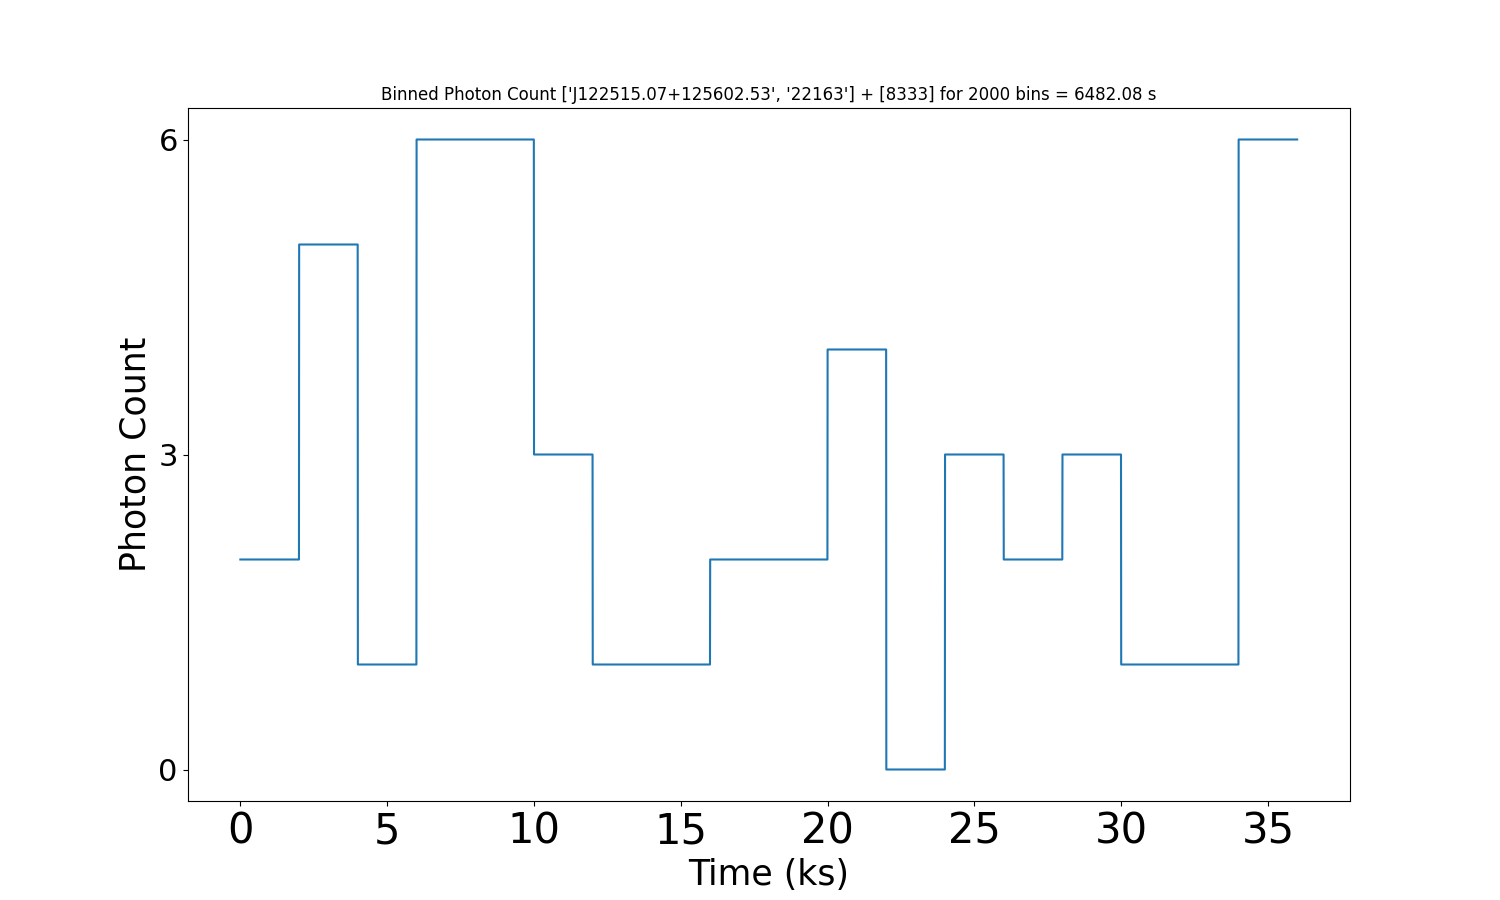 Binned Photon Count ['J122515.07+125602.53', '22163'] + [8333] for 2000 bins = 6482.08 s
6
3
0
Photon Count
0 5 10 15 20 25 30 35
Time (ks)